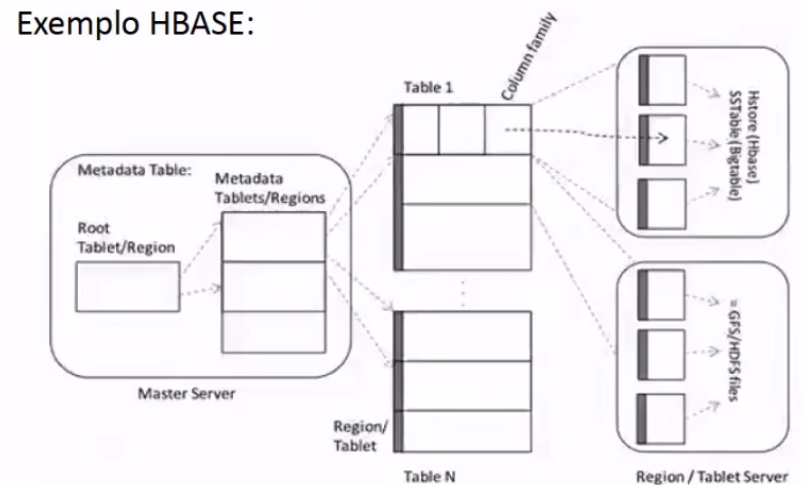 Exemplo HBASE:
Column family
Table 1
Metadata Table:
Metadata
Tablets/Regions
Root
Tablet/Region
Master Server
Region/
Tablet
Table N
Hstore (Hbase)
SSTable (Bigtable)
= GFS/HDFS files
Region / Tablet Server